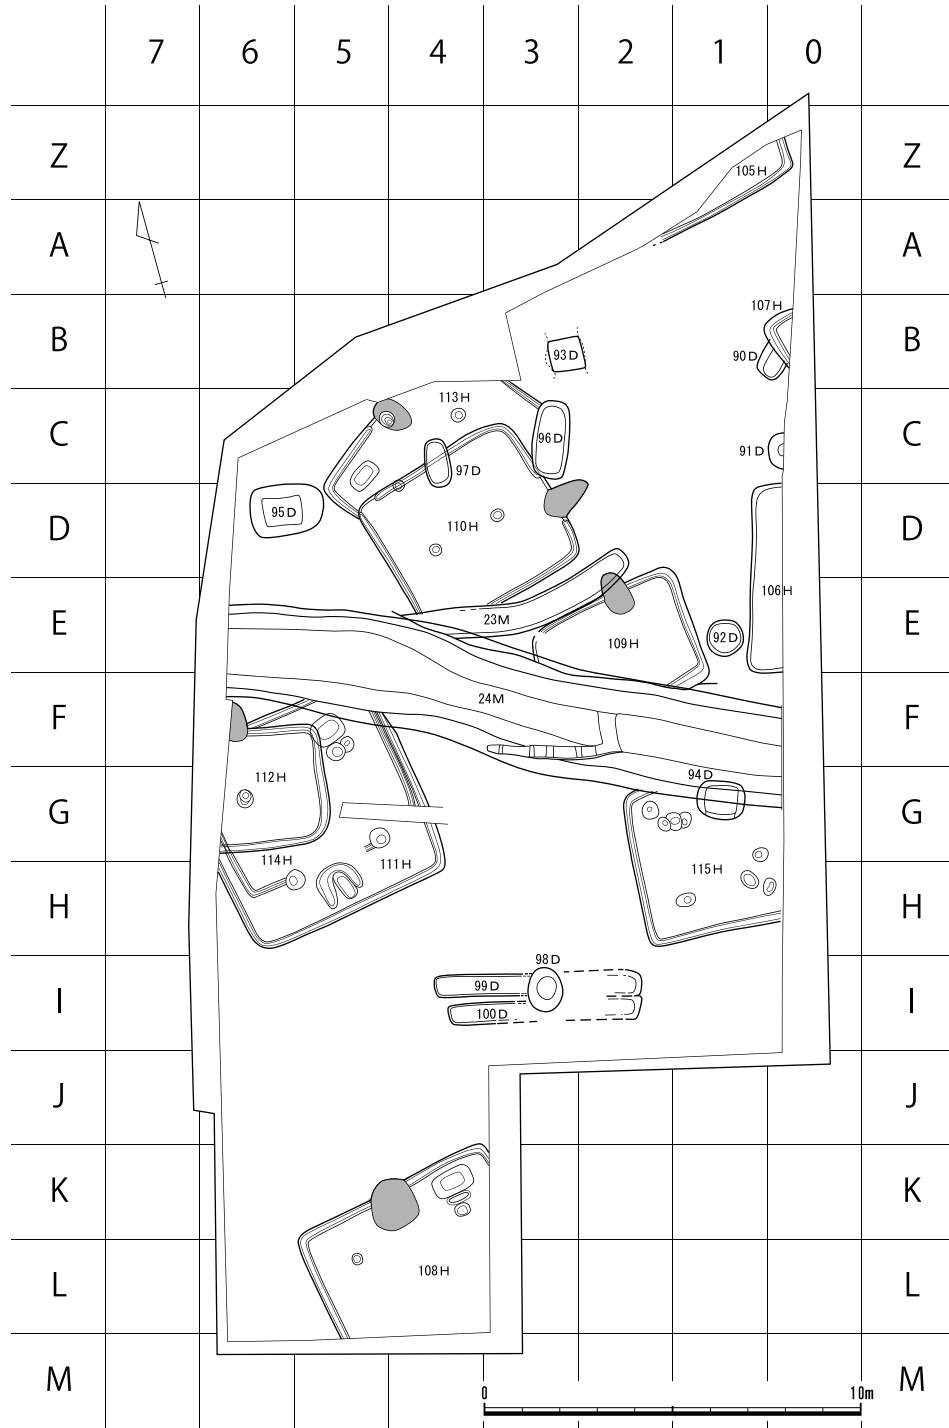 7 6 5 4 3 2 1 0
Z 105H Z
A A
107H
B 93D 90D B
113H
C 96D 91D C
97D
95D
D 110H D
106H
E 23M 109H 92D E
24M
F F
112H 94D
G G
114H 111H 115H
H H
98D
I 99D I
100D
J J
K K
L 108H L
M M
0 10m